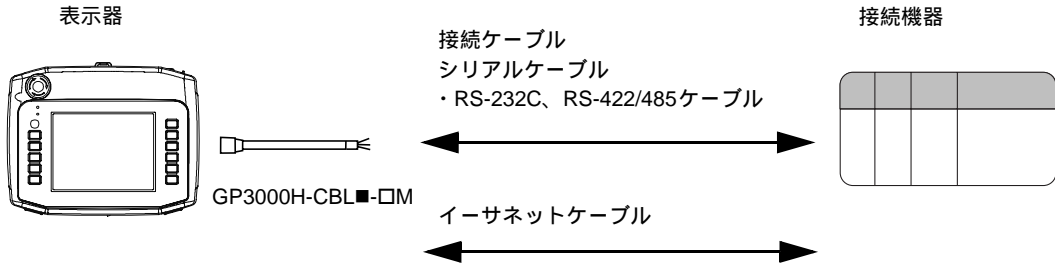 表示器
接続機器
接続ケーブル
シリアルケーブル
・RS-232C、RS-422/485ケーブル
GP3000H-CBL■-□M
イーサネットケーブル